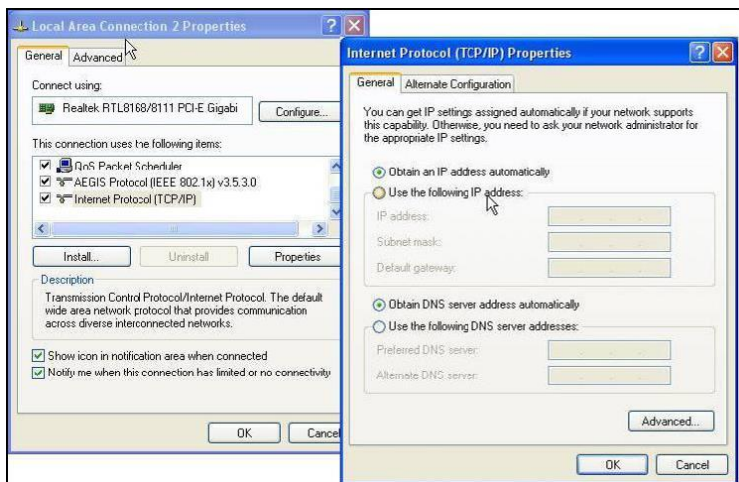 Local Area Connection 2 Properties
General
Advanced
Connect using:
Realtek RTL8168/8111 PCI-E Gigabi
Configure...
This connection uses the following items:
QoS Packet Scheduler
AEGIS Protocol (IEEE 802.1x) v3.5.3.0
Internet Protocol (TCP/IP)
Install...
Uninstall
Properties
Description
Transmission Control Protocol/Internet Protocol. The default
wide area network protocol that provides communication
across diverse interconnected networks.
Show icon in notification area when connected
Notify me when this connection has limited or no connectivity
OK
Cancel
Internet Protocol (TCP/IP) Properties
General
Alternate Configuration
You can get IP settings assigned automatically if your network supports
this capability. Otherwise, you need to ask your network administrator for
the appropriate IP settings.
Obtain an IP address automatically
Use the following IP address:
IP address:
Subnet mask:
Default gateway:
Obtain DNS server address automatically
Use the following DNS server addresses:
Preferred DNS server:
Alternate DNS server:
Advanced...
OK
Cancel